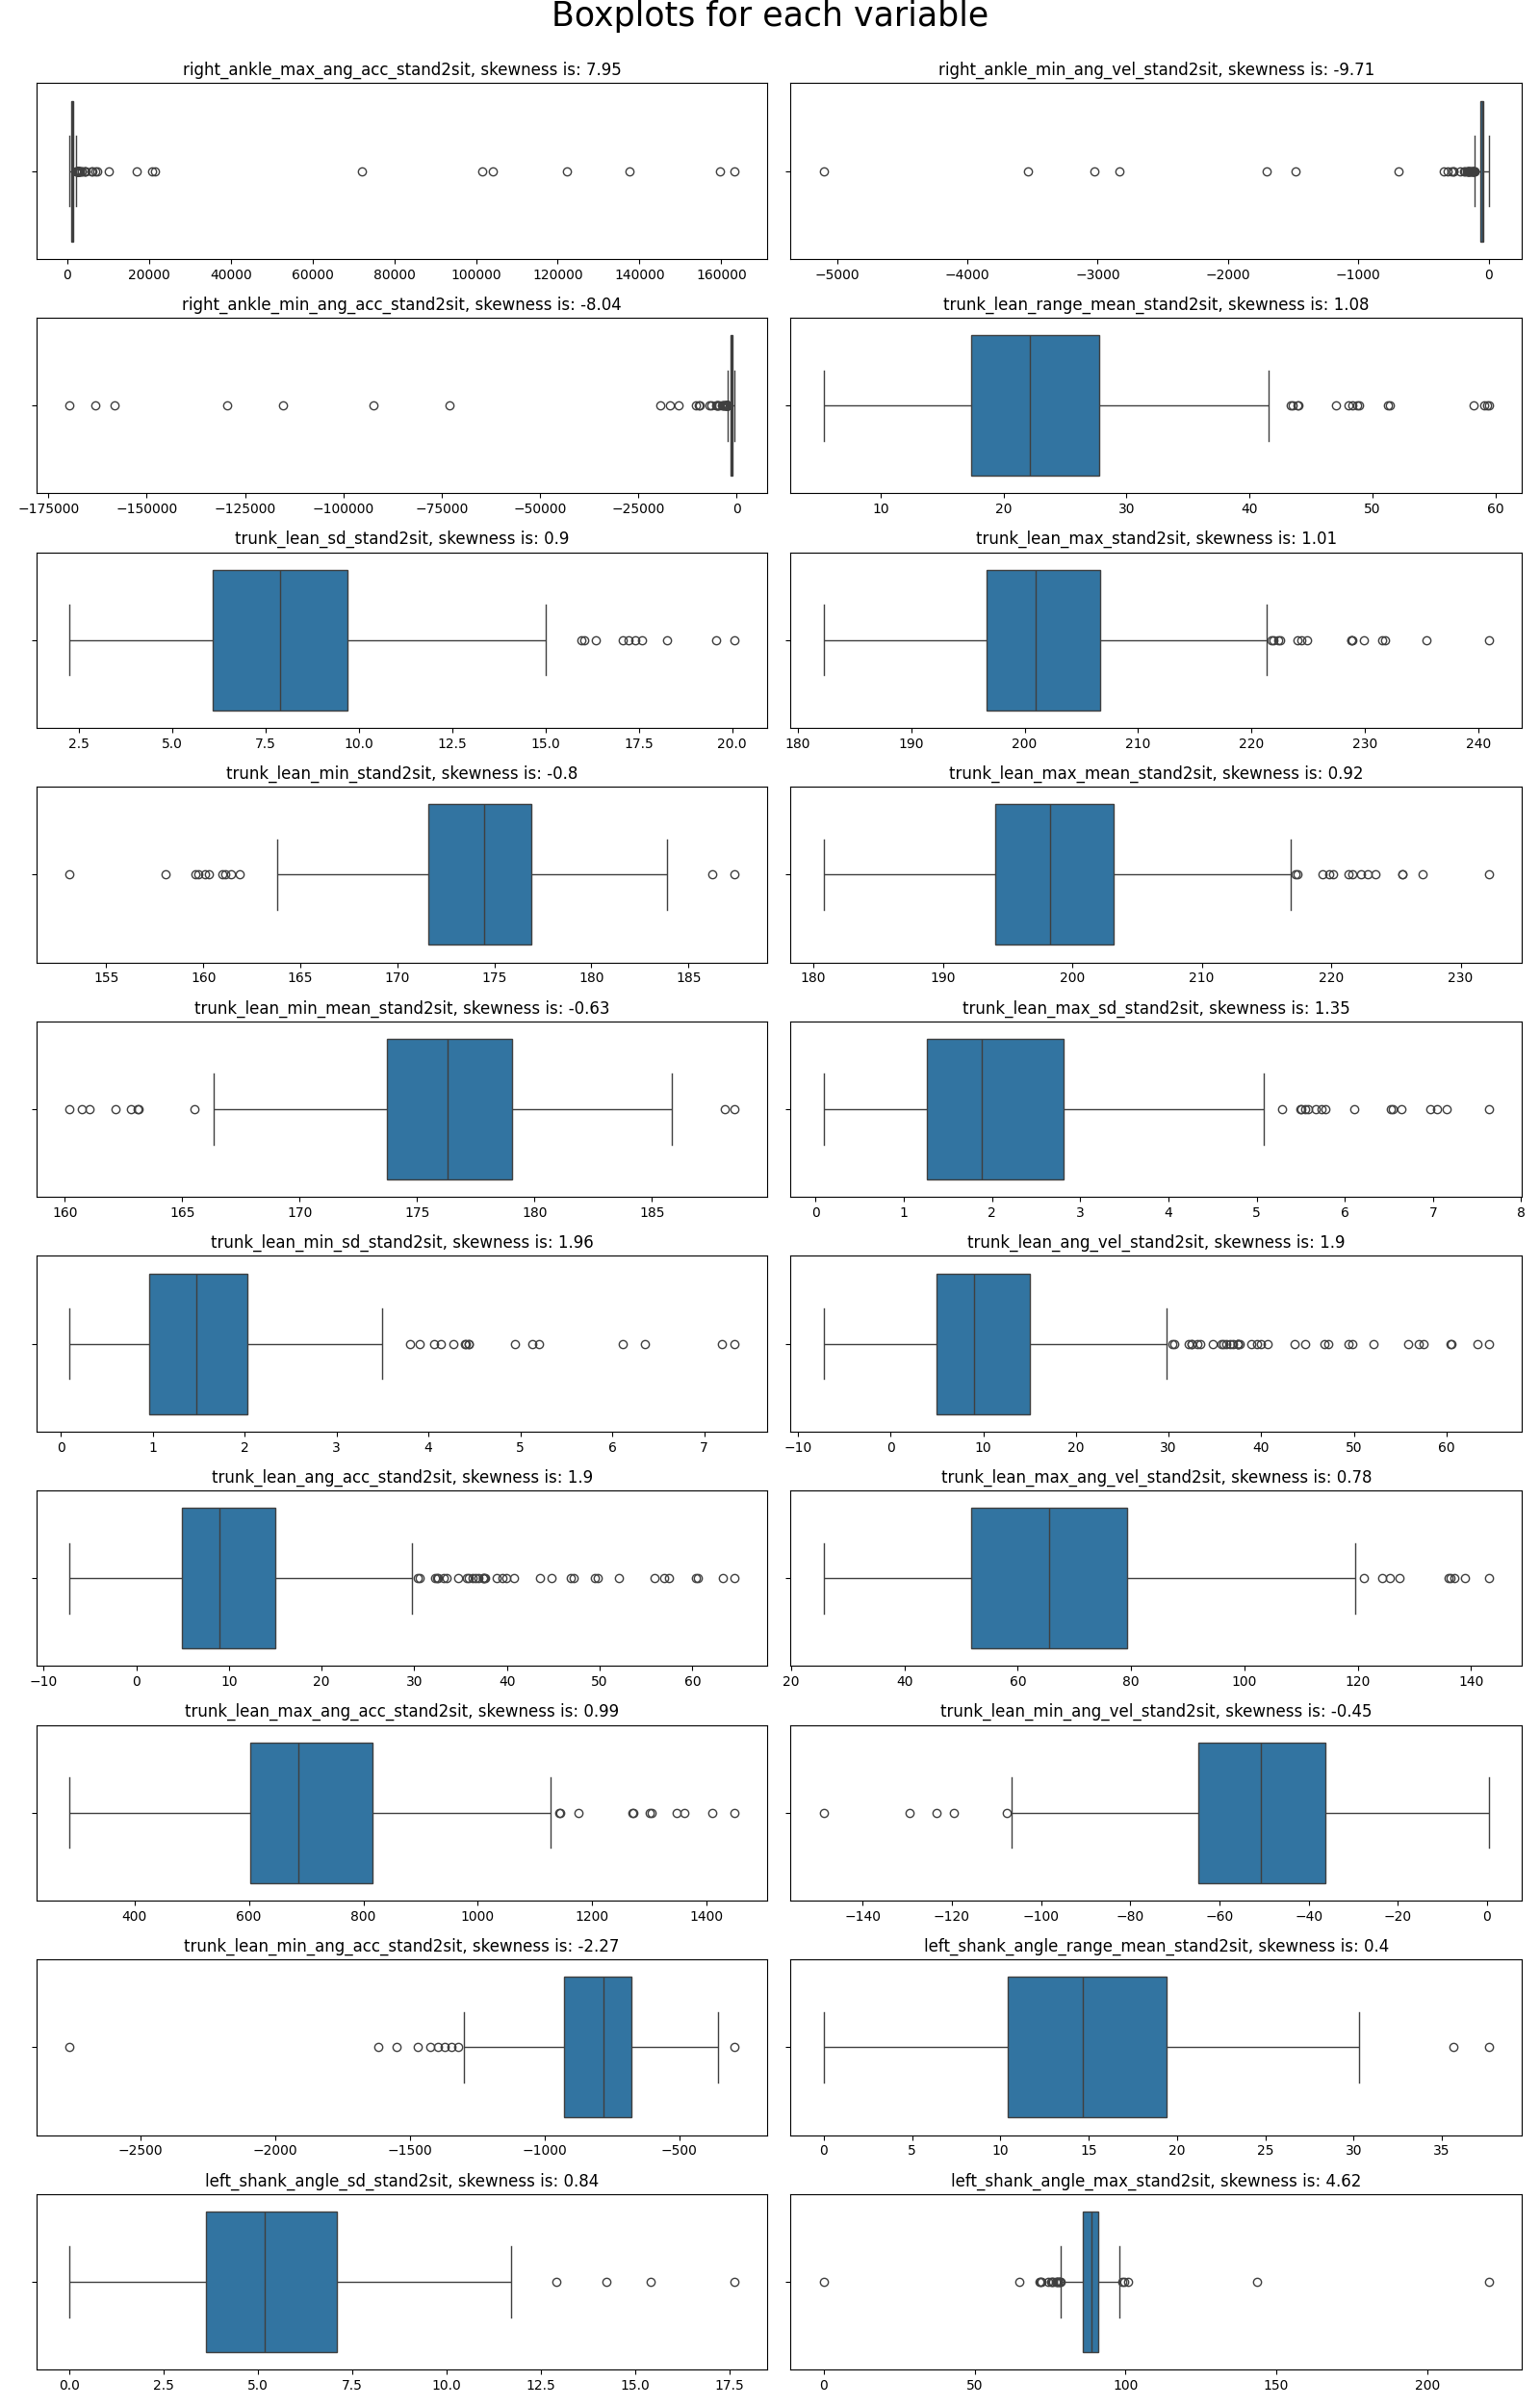 Boxplots for each variable
right_ankle_max_ang_acc_stand2sit, skewness is: 7.95
right_ankle_min_ang_vel_stand2sit, skewness is: -9.71
0 20000 40000 60000 80000 100000 120000 140000 160000
−5000 −4000 −3000 −2000 −1000 0
right_ankle_min_ang_acc_stand2sit, skewness is: -8.04
trunk_lean_range_mean_stand2sit, skewness is: 1.08
−175000 −150000 −125000 −100000 −75000 −50000 −25000 0
10 20 30 40 50 60
trunk_lean_sd_stand2sit, skewness is: 0.9
trunk_lean_max_stand2sit, skewness is: 1.01
2.5 5.0 7.5 10.0 12.5 15.0 17.5 20.0
180 190 200 210 220 230 240
trunk_lean_min_stand2sit, skewness is: -0.8
trunk_lean_max_mean_stand2sit, skewness is: 0.92
155 160 165 170 175 180 185
180 190 200 210 220 230
trunk_lean_min_mean_stand2sit, skewness is: -0.63
trunk_lean_max_sd_stand2sit, skewness is: 1.35
160 165 170 175 180 185
0 1 2 3 4 5 6 7 8
trunk_lean_min_sd_stand2sit, skewness is: 1.96
trunk_lean_ang_vel_stand2sit, skewness is: 1.9
0 1 2 3 4 5 6 7
−10 0 10 20 30 40 50 60
trunk_lean_ang_acc_stand2sit, skewness is: 1.9
trunk_lean_max_ang_vel_stand2sit, skewness is: 0.78
−10 0 10 20 30 40 50 60
20 40 60 80 100 120 140
trunk_lean_max_ang_acc_stand2sit, skewness is: 0.99
trunk_lean_min_ang_vel_stand2sit, skewness is: -0.45
400 600 800 1000 1200 1400
−140 −120 −100 −80 −60 −40 −20 0
trunk_lean_min_ang_acc_stand2sit, skewness is: -2.27
left_shank_angle_range_mean_stand2sit, skewness is: 0.4
−2500 −2000 −1500 −1000 −500
0 5 10 15 20 25 30 35
left_shank_angle_sd_stand2sit, skewness is: 0.84
left_shank_angle_max_stand2sit, skewness is: 4.62
0.0 2.5 5.0 7.5 10.0 12.5 15.0 17.5
0 50 100 150 200